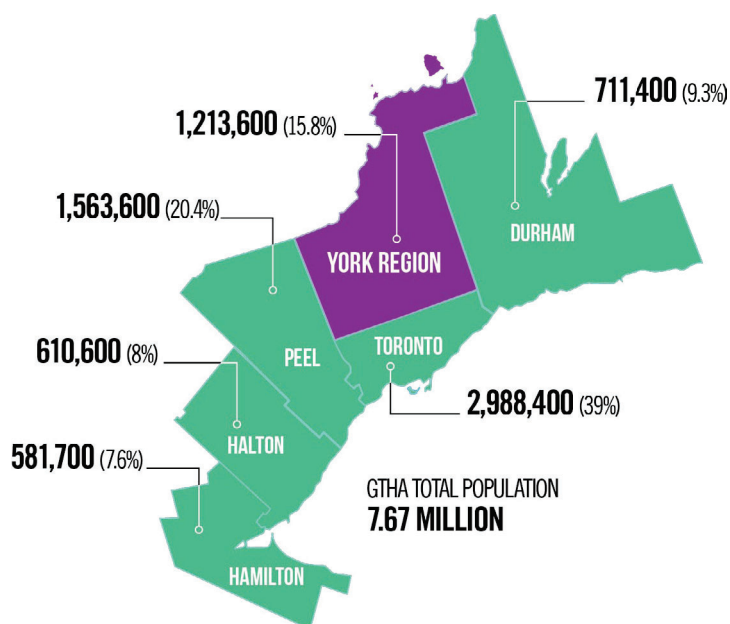 711,400 (9.3%)
1,213,600 (15.8%)
1,563,600 (20.4%)
DURHAM
YORK REGION
610,600 (8%)
PEEL
TORONTO
2,988,400 (39%)
HALTON
581,700 (7.6%)
GTHA TOTAL POPULATION
7.67 MILLION
HAMILTON